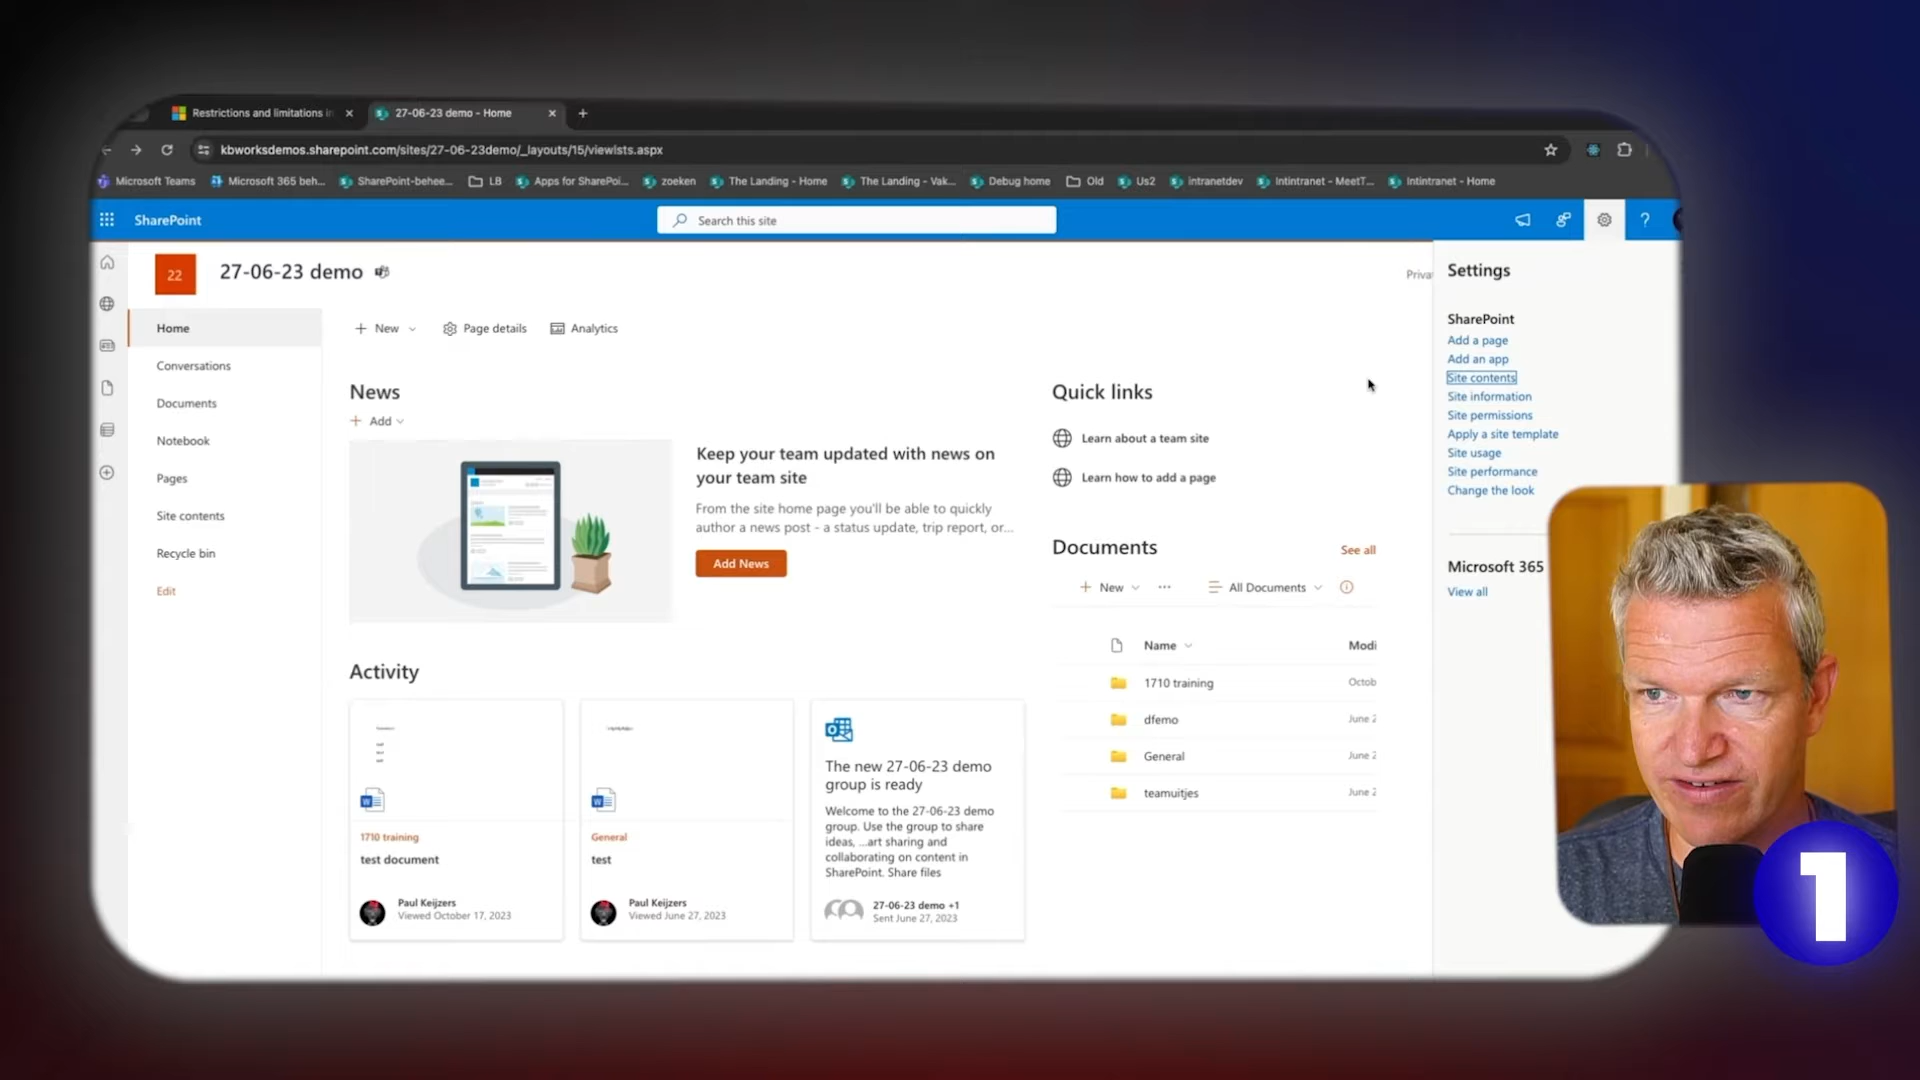 Restrictions and limitations in
27-06-23 demo - Home
kbworksdemos.sharepoint.com/sites/27-06-23demo/_layouts/15/viewlsts.aspx
Microsoft Teams
Microsoft 365 beh...
SharePoint-behee...
LB
Apps for SharePoi...
zoeken
The Landing - Home
The Landing - Vak...
Debug home
Old
Us2
intranetdev
Intintranet - MeetT...
Intintranet - Home
SharePoint
Search this site
?
22
27-06-23 demo
Priva
Home
Conversations
Documents
Notebook
Pages
Site contents
Recycle bin
Edit
New
Page details
Analytics
News
Add
Keep your team updated with news on
your team site
From the site home page you'll be able to quickly
author a news post - a status update, trip report, or...
Add News
Activity
1710 training
test document
Paul Keijzers
Viewed October 17, 2023
General
test
Paul Keijzers
Viewed June 27, 2023
The new 27-06-23 demo
group is ready
Welcome to the 27-06-23 demo
group. Use the group to share
ideas, ...art sharing and
collaborating on content in
SharePoint. Share files
27-06-23 demo +1
Sent June 27, 2023
Quick links
Learn about a team site
Learn how to add a page
Documents
See all
New
All Documents
Name
Modi
1710 training
Octob
dfemo
June 2
General
June 2
teamuitjes
June 2
Settings
SharePoint
Add a page
Add an app
Site contents
Site information
Site permissions
Apply a site template
Site usage
Site performance
Change the look
Microsoft 365
View all
1